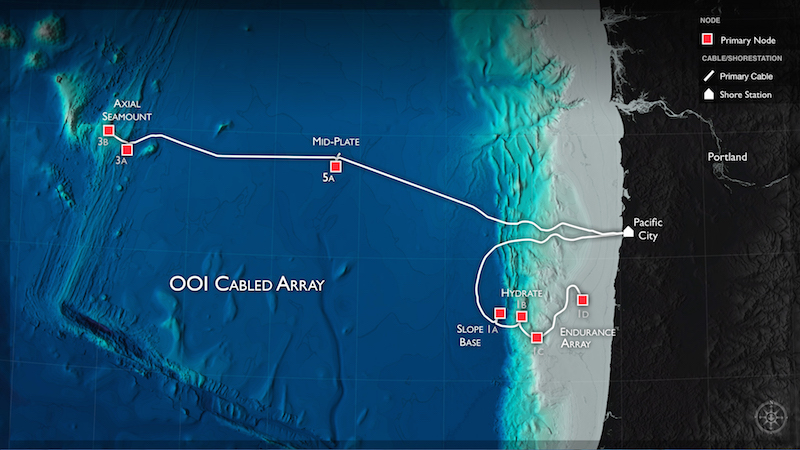 NODE
Primary Node
CABLE/SHORESTATION
Primary Cable
Shore Station
AXIAL
SEAMOUNT
3B
3A
MID-PLATE
5A
Portland
Pacific
City
OOI CABLED ARRAY
HYDRATE
1B
1D
SLOPE 1A
BASE
1C
ENDURANCE
ARRAY
N